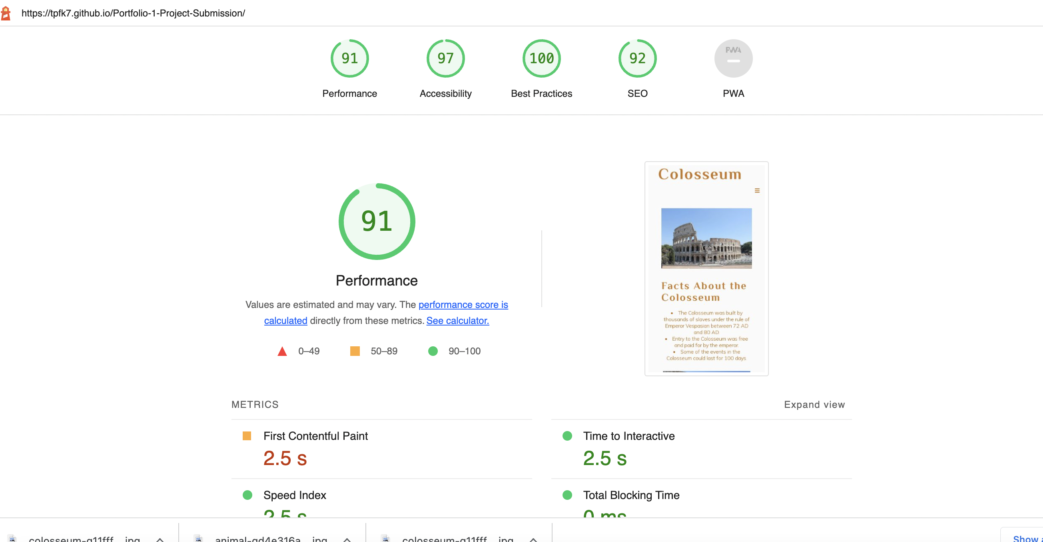 https://tpfk7.github.io/Portfolio-1-Project-Submission/
91
97
100
92
PWA
Performance
Accessibility
Best Practices
SEO
PWA
91
Performance
Values are estimated and may vary. The performance score is
calculated directly from these metrics. See calculator.
0–49
50–89
90–100
Colosseum
Facts About the
Colosseum
The Colosseum was built by
thousands of slaves under the rule of
Emperor Vespasian between 72 AD
and 80 AD
Entry to the Colosseum was free
and paid for by the emperor
Some of the events in the
Colosseum could last for 100 days
METRICS
Expand view
First Contentful Paint
2.5 s
Time to Interactive
2.5 s
Speed Index
2.5 s
Total Blocking Time
0 ms
colosseum-g11fff....jpg
animal-gd4e316a....jpg
colosseum-g11fff....jpg
Show